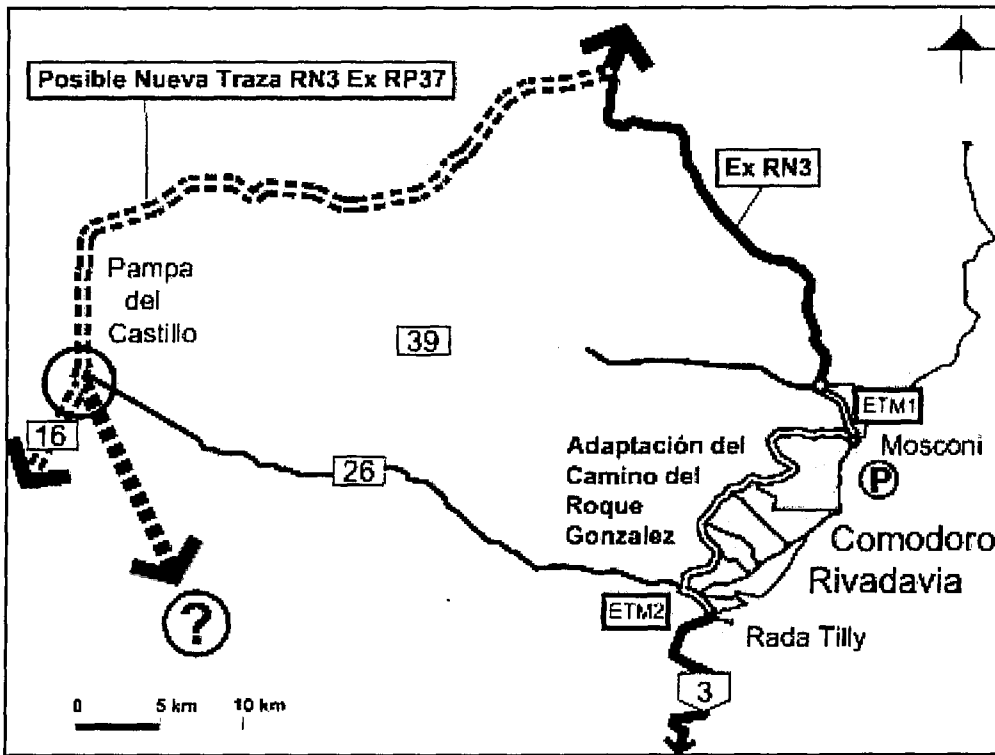 Posible Nueva Traza RN3 Ex RP37
Ex RN3
Pampa
del
Castillo
39
16
26
ETM1
Mosconi
P
Adaptación del
Camino del
Roque
Gonzalez
Comodoro
Rivadavia
ETM2
Rada Tilly
?
3
0 5 km 10 km